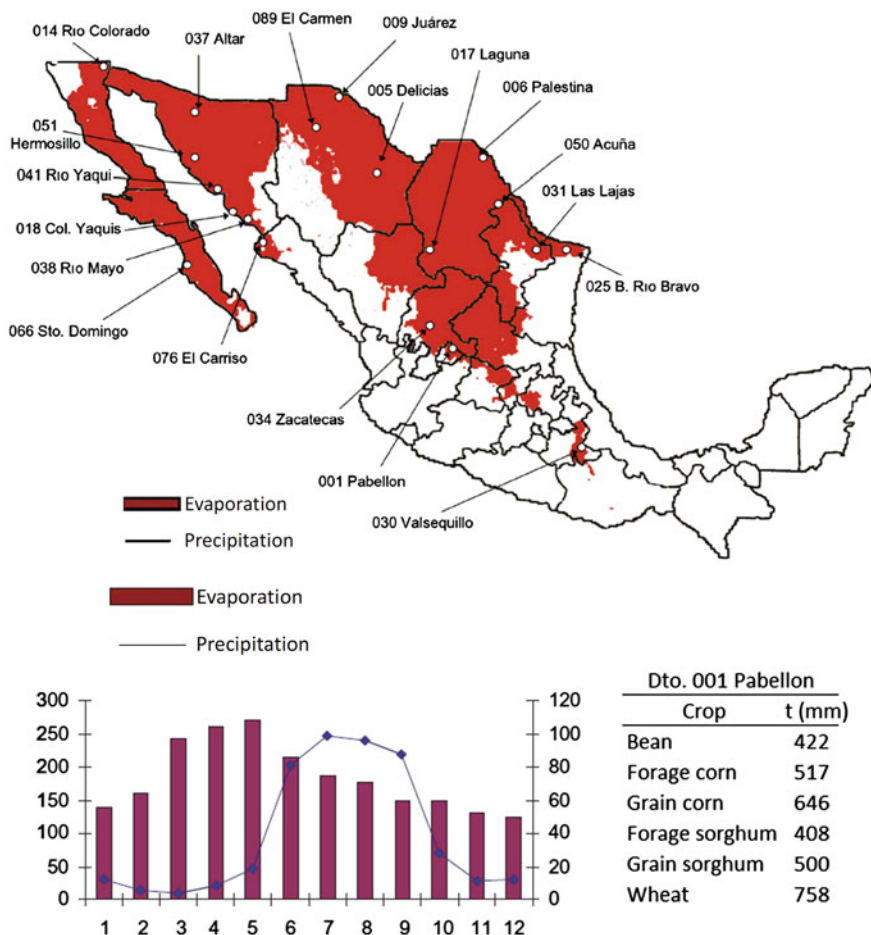 014 Rio Colorado
037 Altar
089 El Carmen
009 Juárez
017 Laguna
005 Delicias
006 Palestina
051
Hermosillo
050 Acuña
041 Rio Yaqui
031 Las Lajas
018 Col. Yaquis
038 Rio Mayo
025 B. Rio Bravo
066 Sto. Domingo
076 El Carriso
034 Zacatecas
001 Pabellon
030 Valsequillo
Evaporation
Precipitation
Evaporation
Precipitation
300
250
200
150
100
50
0
120
100
80
60
40
20
0
1 2 3 4 5 6 7 8 9 10 11 12
Dto. 001 Pabellon
Crop t (mm)
Bean 422
Forage corn 517
Grain corn 646
Forage sorghum 408
Grain sorghum 500
Wheat 758